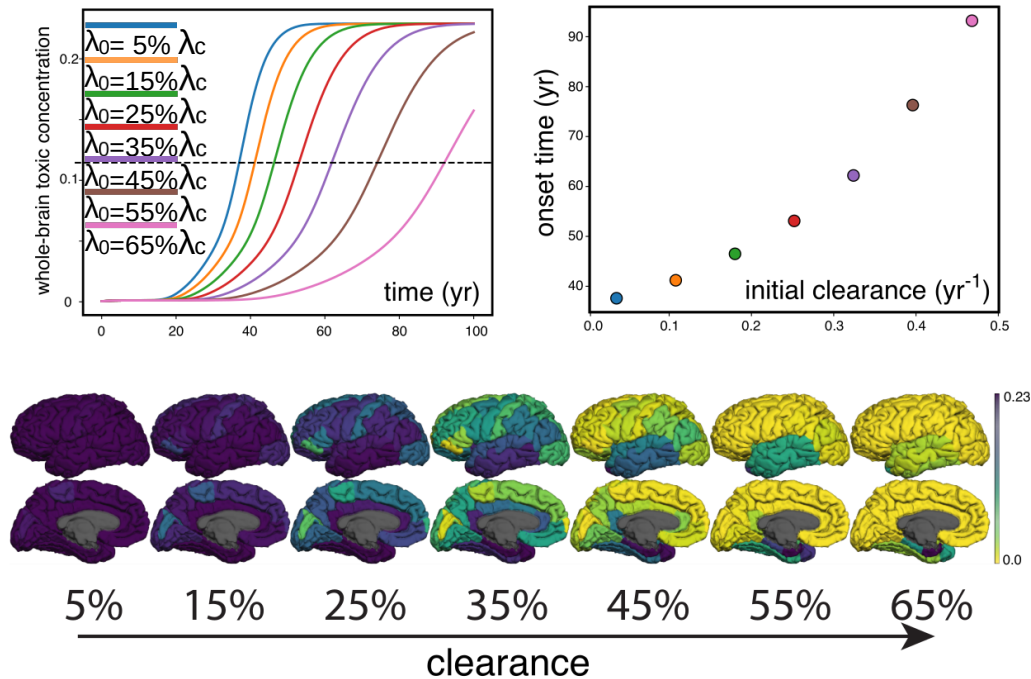 whole-brain toxic concentration
0.2
0.1
0
λ₀= 5% λc
λ₀=15%λc
λ₀=25%λc
λ₀=35%λc
λ₀=45%λc
λ₀=55%λc
λ₀=65%λc
time (yr)
0 20 40 60 80 100
onset time (yr)
90
80
70
60
50
40
initial clearance (yr⁻¹)
0.0 0.1 0.2 0.3 0.4 0.5
0.23
0.0
5% 15% 25% 35% 45% 55% 65%
clearance